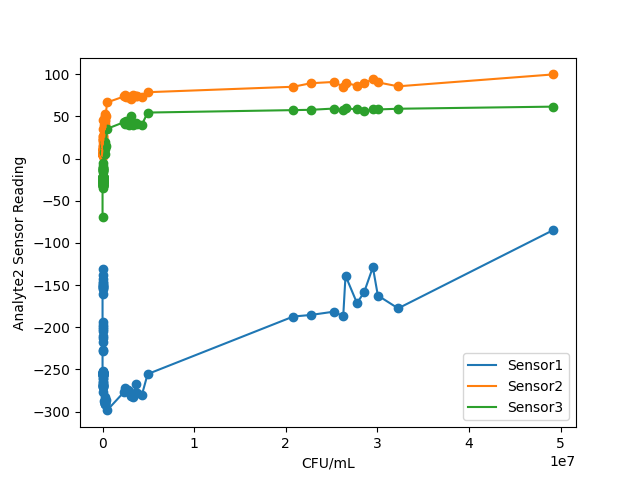 100
50
0
−50
−100
−150
−200
−250
−300
Analyte2 Sensor Reading
Sensor1
Sensor2
Sensor3
0 1 2 3 4 5
1e7
CFU/mL